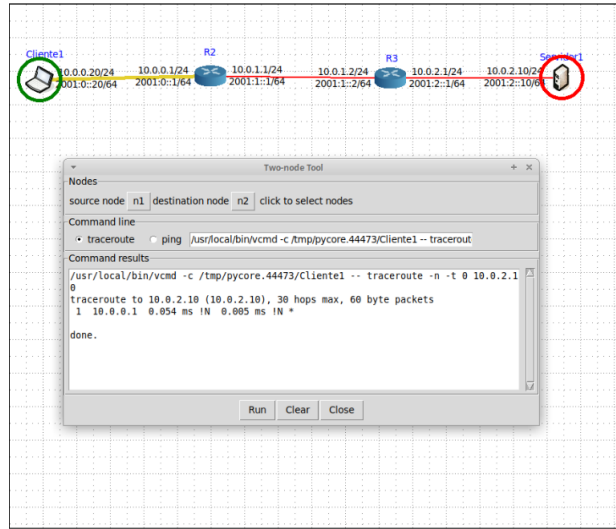 Cliente1
R2
R3
Servidor1
10.0.0.20/24
10.0.0.1/24
10.0.1.1/24
10.0.1.2/24
10.0.2.1/24
10.0.2.10/24
2001:0::20/64
2001:0::1/64
2001:1::1/64
2001:1::2/64
2001:2::1/64
2001:2::10/64
Two-node Tool
Nodes
source node n1 destination node n2 click to select nodes
Command line
traceroute ping /usr/local/bin/vcmd -c /tmp/pycore.44473/Cliente1 -- tracerout
Command results
/usr/local/bin/vcmd -c /tmp/pycore.44473/Cliente1 -- traceroute -n -t 0 10.0.2.1
0
traceroute to 10.0.2.10 (10.0.2.10), 30 hops max, 60 byte packets
1 10.0.0.1 0.054 ms !N 0.005 ms !N *
done.
Run Clear Close